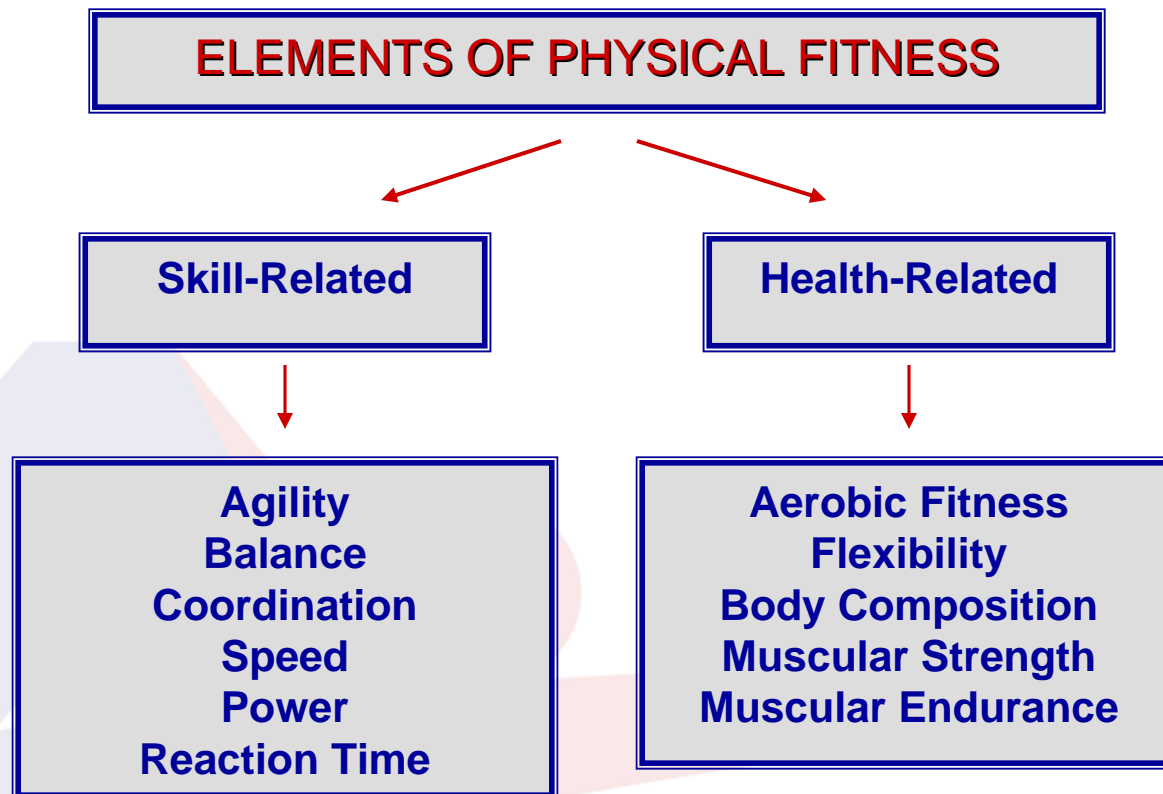 ELEMENTS OF PHYSICAL FITNESS
Skill-Related
Health-Related
Agility
Balance
Coordination
Speed
Power
Reaction Time
Aerobic Fitness
Flexibility
Body Composition
Muscular Strength
Muscular Endurance